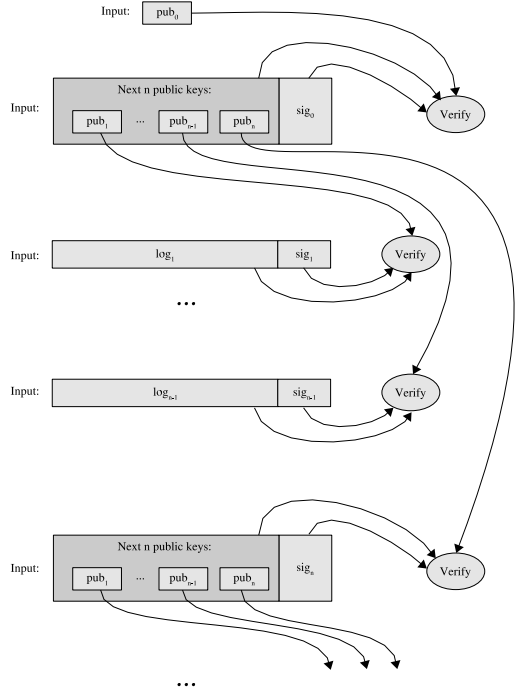 Input: pub₀
Next n public keys:
Input: pub₁ ... pubₙ₋₁ pubₙ sig₀ Verify
Input: log₁ sig₁ Verify
...
Input: logₙ₋₁ sigₙ₋₁ Verify
Next n public keys:
Input: pub₁ ... pubₙ₋₁ pubₙ sigₙ Verify
...